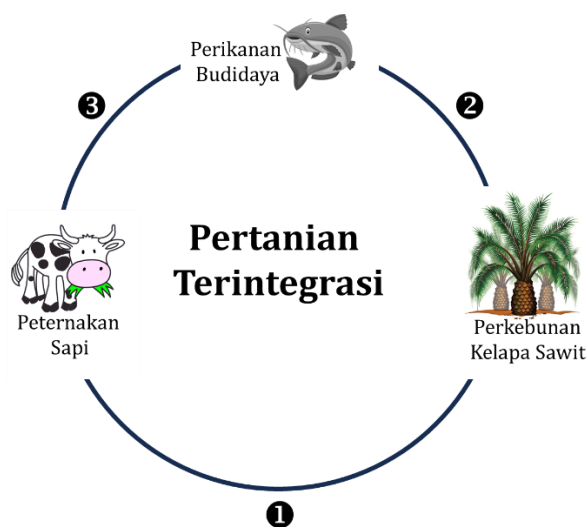 Perikanan
Budidaya
❸
❷
Pertanian
Terintegrasi
Peternakan
Sapi
Perkebunan
Kelapa Sawit
❶